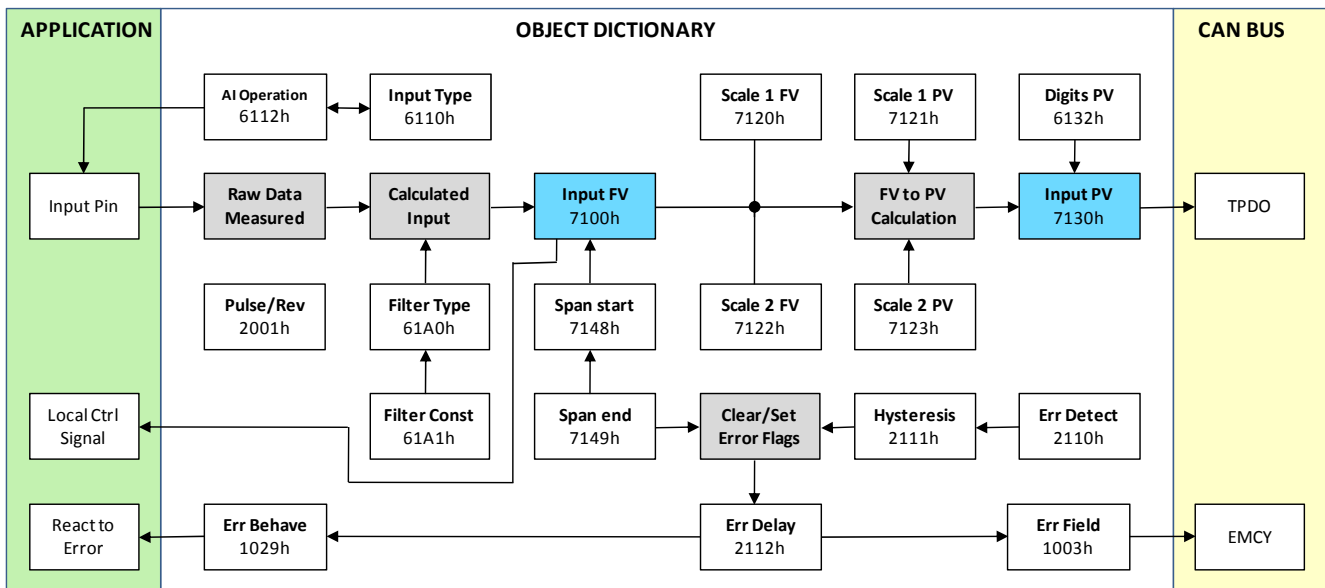 APPLICATION
OBJECT DICTIONARY
CAN BUS
AI Operation
6112h
Input Type
6110h
Scale 1 FV
7120h
Scale 1 PV
7121h
Digits PV
6132h
Input Pin
Raw Data
Measured
Calculated
Input
Input FV
7100h
FV to PV
Calculation
Input PV
7130h
TPDO
Pulse/Rev
2001h
Filter Type
61A0h
Span start
7148h
Scale 2 FV
7122h
Scale 2 PV
7123h
Local Ctrl
Signal
Filter Const
61A1h
Span end
7149h
Clear/Set
Error Flags
Hysteresis
2111h
Err Detect
2110h
React to
Error
Err Behave
1029h
Err Delay
2112h
Err Field
1003h
EMCY